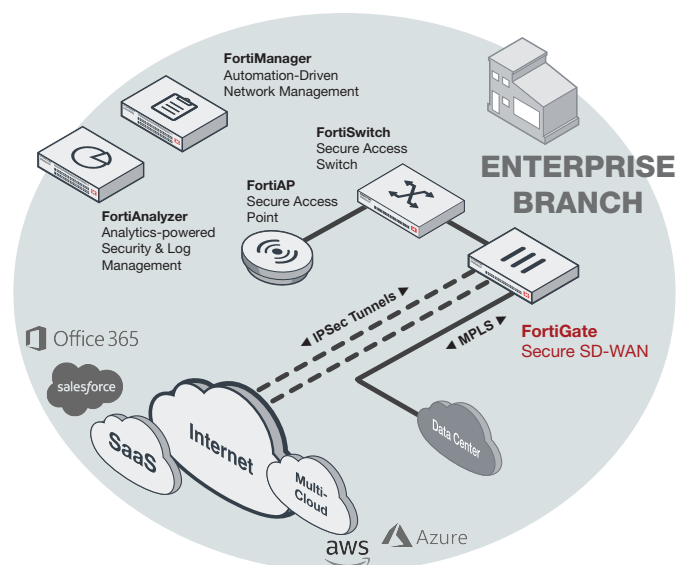 FortiManager
Automation-Driven
Network Management
FortiSwitch
Secure Access
Switch
ENTERPRISE
BRANCH
FortiAP
Secure Access
Point
FortiAnalyzer
Analytics-powered
Security & Log
Management
◄ IPSec Tunnels ►
◄ MPLS ►
FortiGate
Secure SD-WAN
Office 365
salesforce
SaaS
Internet
Multi-
Cloud
Data Center
aws
Azure